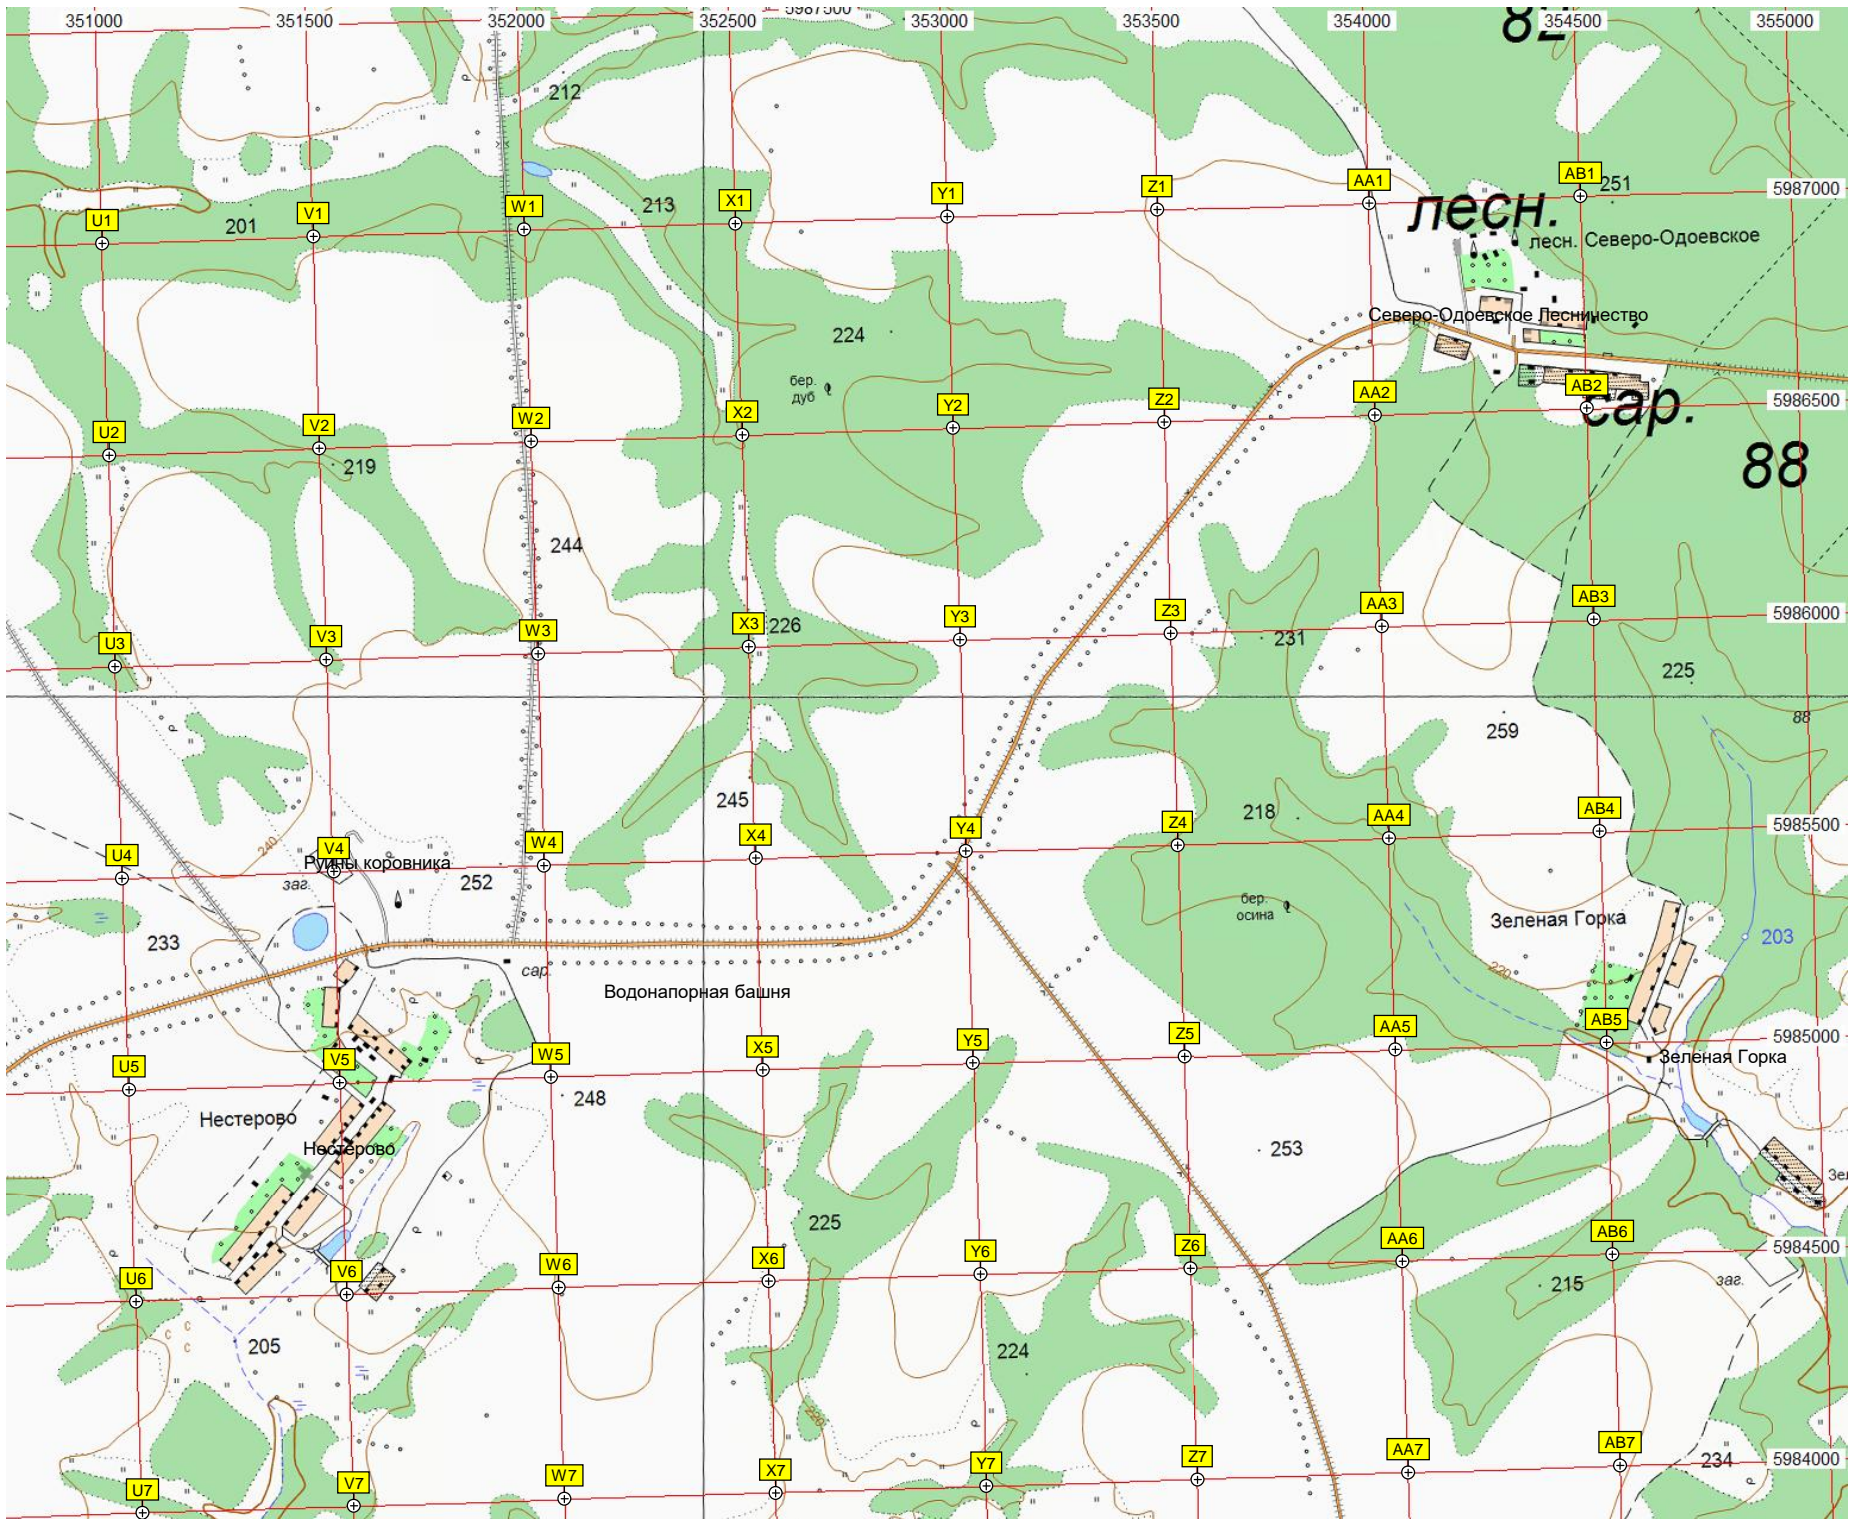 5987500
351000 351500 352000 352500 353000 353500 354000 354500 355000
82
212
AB1 251 5987000
Z1 AA1
U1 V1 W1 213 X1 Y1
201
лесн.
лесн. Северо-Одоевское
224
Северо-Одоевское Лесничество
бер.
дуб
AA2 AB2 5986500
сар.
U2 V2 W2 X2 Y2 Z2
219
88
244
AB3 5986000
U3 V3 W3 X3 226 Y3 Z3 AA3
231
225
259
88
245
218
AB4 5985500
U4 V4 W4 X4 Y4 Z4 AA4
240
Руины коровника
заг.
252
бер.
осина
Зеленая Горка
233
203
220
сар.
Водонапорная башня
U5 V5 W5 X5 Y5 Z5 AA5 AB5 5985000
Зеленая Горка
248
Нестерово
Нестерово
253
Зел
225
U6 V6 W6 X6 Y6 Z6 AA6 AB6 5984500
заг.
215
с с
с
205
224
220
U7 V7 W7 X7 Y7 Z7 AA7 AB7 5984000
234